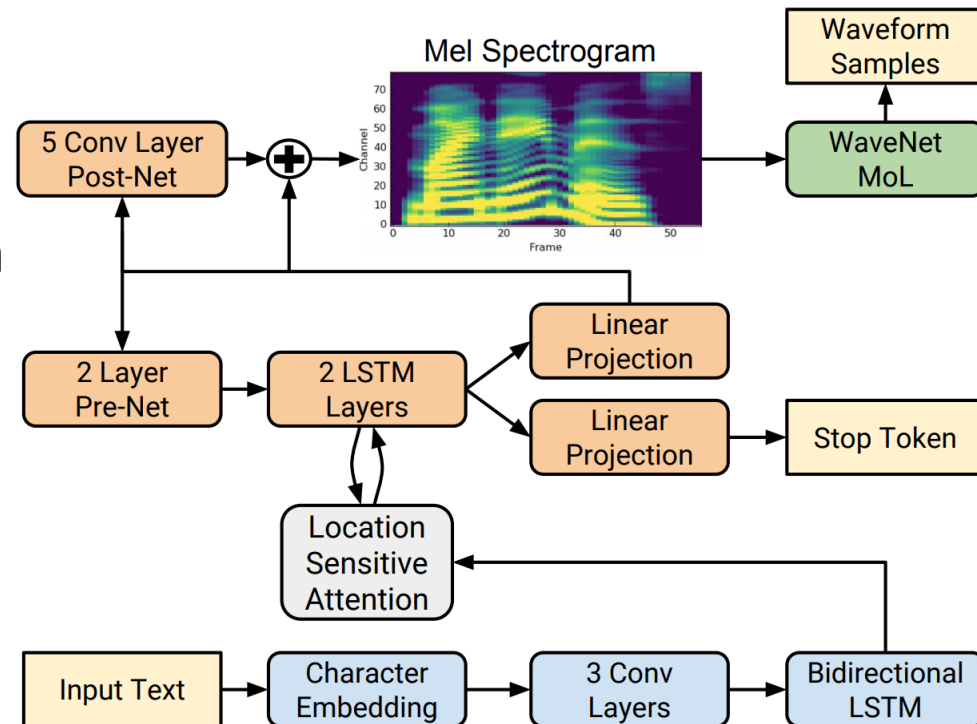 Waveform
Samples
Mel Spectrogram
5 Conv Layer
Post-Net
WaveNet
MoL
Channel
70
60
50
40
30
20
10
0
0 10 20 30 40 50
Frame
Linear
Projection
2 Layer
Pre-Net
2 LSTM
Layers
Linear
Projection
Stop Token
Location
Sensitive
Attention
Input Text
Character
Embedding
3 Conv
Layers
Bidirectional
LSTM